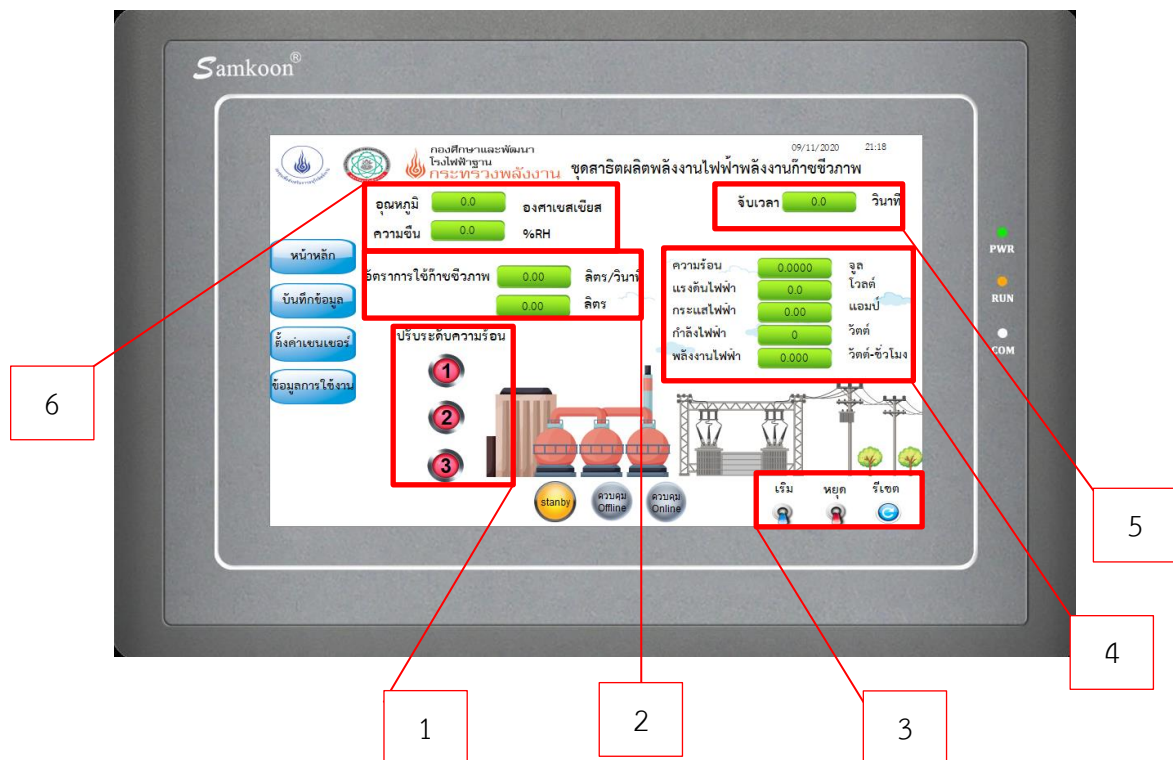 Samkoon®
09/11/2020 21:18
กองศึกษาและพัฒนา
โรงไฟฟ้าฐาน
กระทรวงพลังงาน
ชุดสาธิตผลิตพลังงานไฟฟ้าพลังงานก๊าซชีวภาพ
อุณหภูมิ 0.0 องศาเซลเซียส
ความชื้น 0.0 %RH
จับเวลา 0.0 วินาที
หน้าหลัก
บันทึกข้อมูล
ตั้งค่าเซนเซอร์
ข้อมูลการใช้งาน
อัตราการใช้ก๊าซชีวภาพ 0.00 ลิตร/วินาที
0.00 ลิตร
ความร้อน 0.0000 จูล
แรงดันไฟฟ้า 0.0 โวลต์
กระแสไฟฟ้า 0.00 แอมป์
กำลังไฟฟ้า 0 วัตต์
พลังงานไฟฟ้า 0.000 วัตต์-ชั่วโมง
ปรับระดับความร้อน
1
2
3
stanby
ควบคุม
Offline
ควบคุม
Online
เริ่ม หยุด รีเซต
PWR
RUN
COM
6
5
4
1
2
3